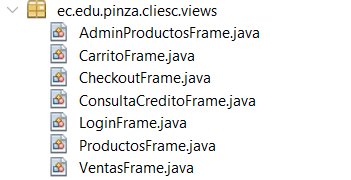 ec.edu.pinza.cliesc.views
AdminProductosFrame.java
CarritoFrame.java
CheckoutFrame.java
ConsultaCreditoFrame.java
LoginFrame.java
ProductosFrame.java
VentasFrame.java